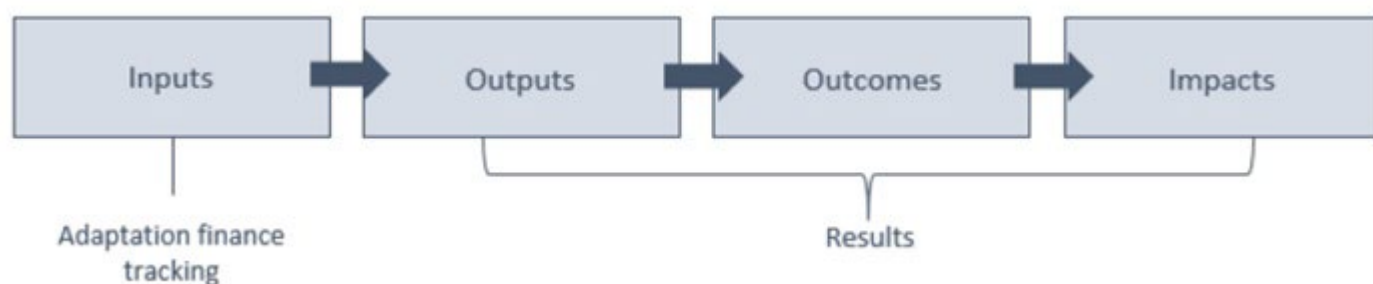 Inputs
Outputs
Outcomes
Impacts
Adaptation finance
tracking
Results